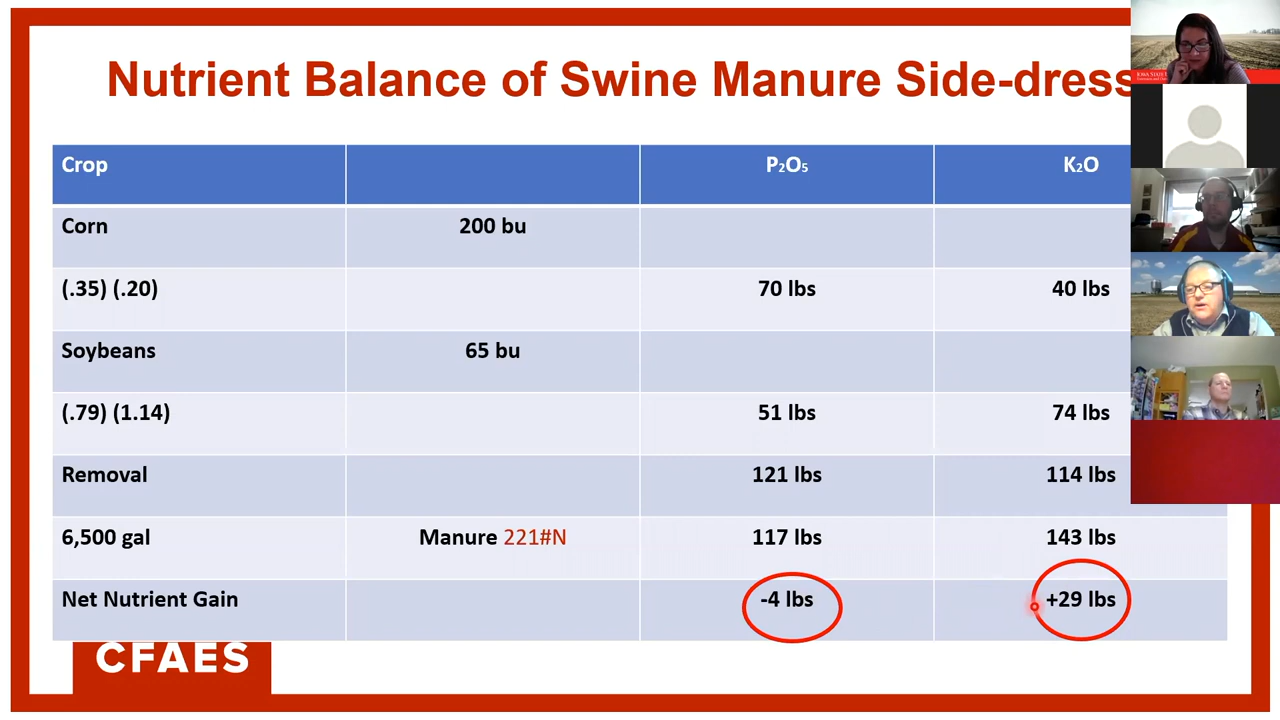 Nutrient Balance of Swine Manure Side-dress
Crop P₂O₅ K₂O
Corn 200 bu
(.35) (.20) 70 lbs 40 lbs
Soybeans 65 bu
(.79) (1.14) 51 lbs 74 lbs
Removal 121 lbs 114 lbs
6,500 gal Manure 221#N 117 lbs 143 lbs
Net Nutrient Gain -4 lbs +29 lbs
CFAES